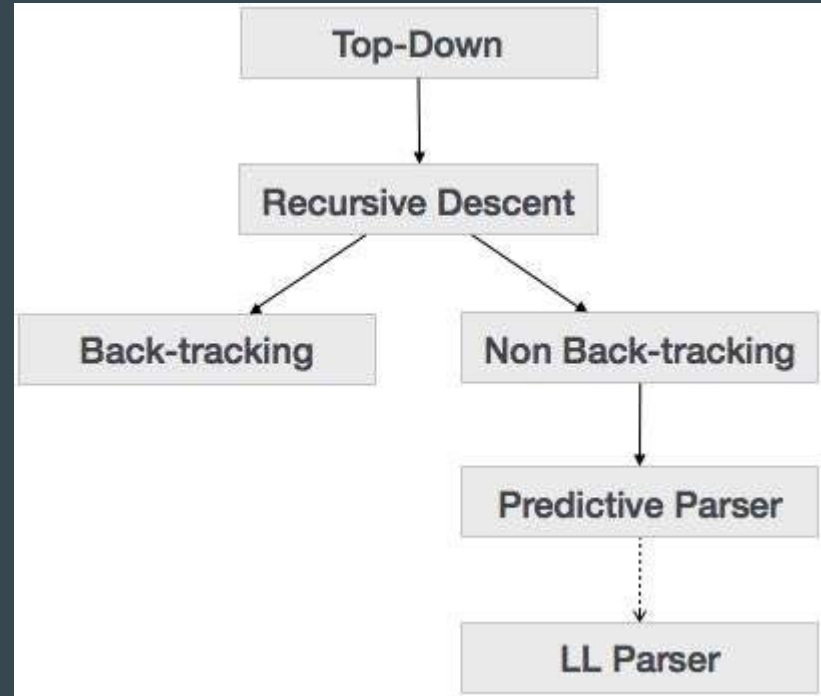 Top-Down
Recursive Descent
Back-tracking
Non Back-tracking
Predictive Parser
LL Parser